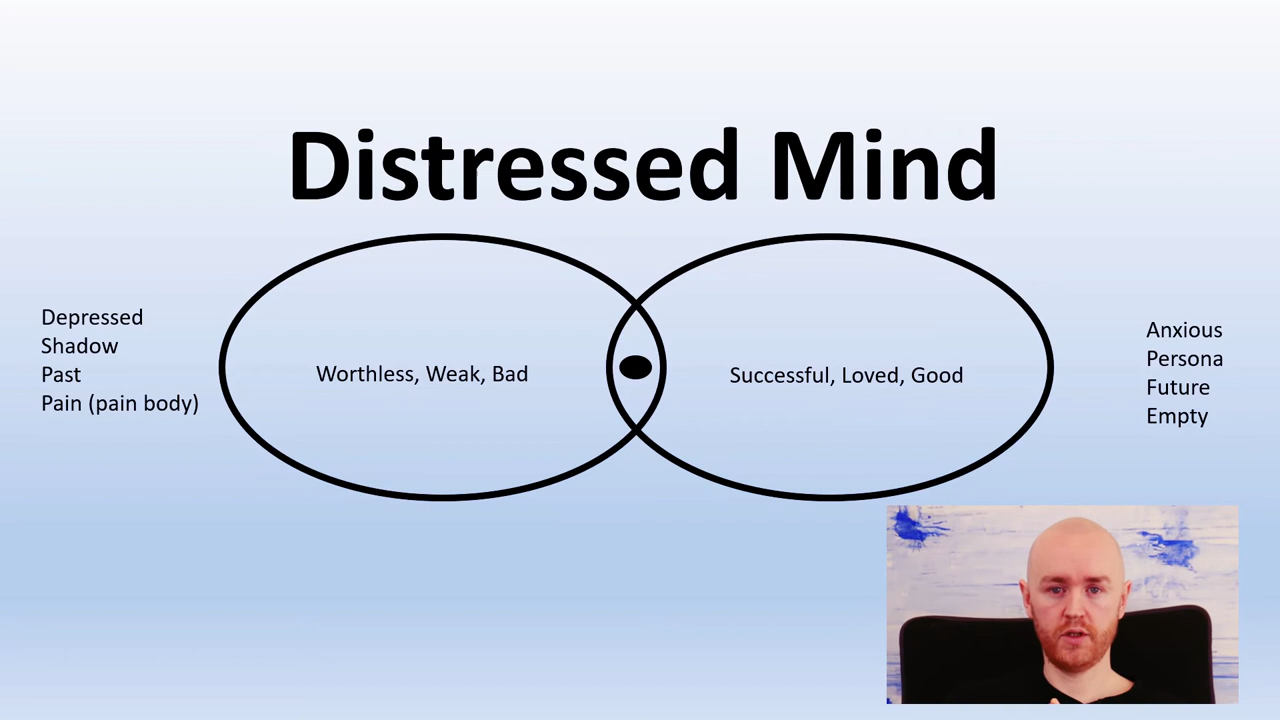 Distressed Mind
Depressed
Shadow
Past
Pain (pain body)
Worthless, Weak, Bad
Successful, Loved, Good
Anxious
Persona
Future
Empty